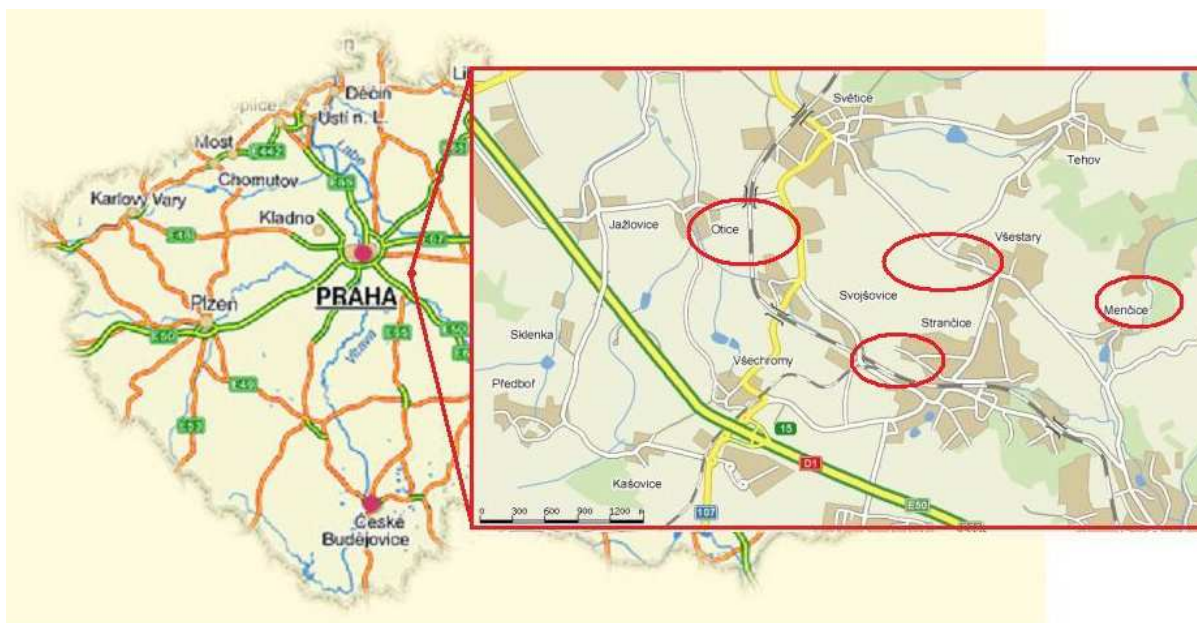 Děčín
Ústí n. L.
Most
E442
Labe
Chomutov
E55
Karlovy Vary
Kladno
E48
E67
PRAHA
Plzeň
E50
Vltava
E55
E50
E49
E53
České
Budějovice
Světice
Tehov
Jažlovice
Otice
Všestary
Svojšovice
Menčice
Strančice
Sklenka
Všechromy
Předboř
15
D1
Kašovice
E50
107
0 300 600 900 1200